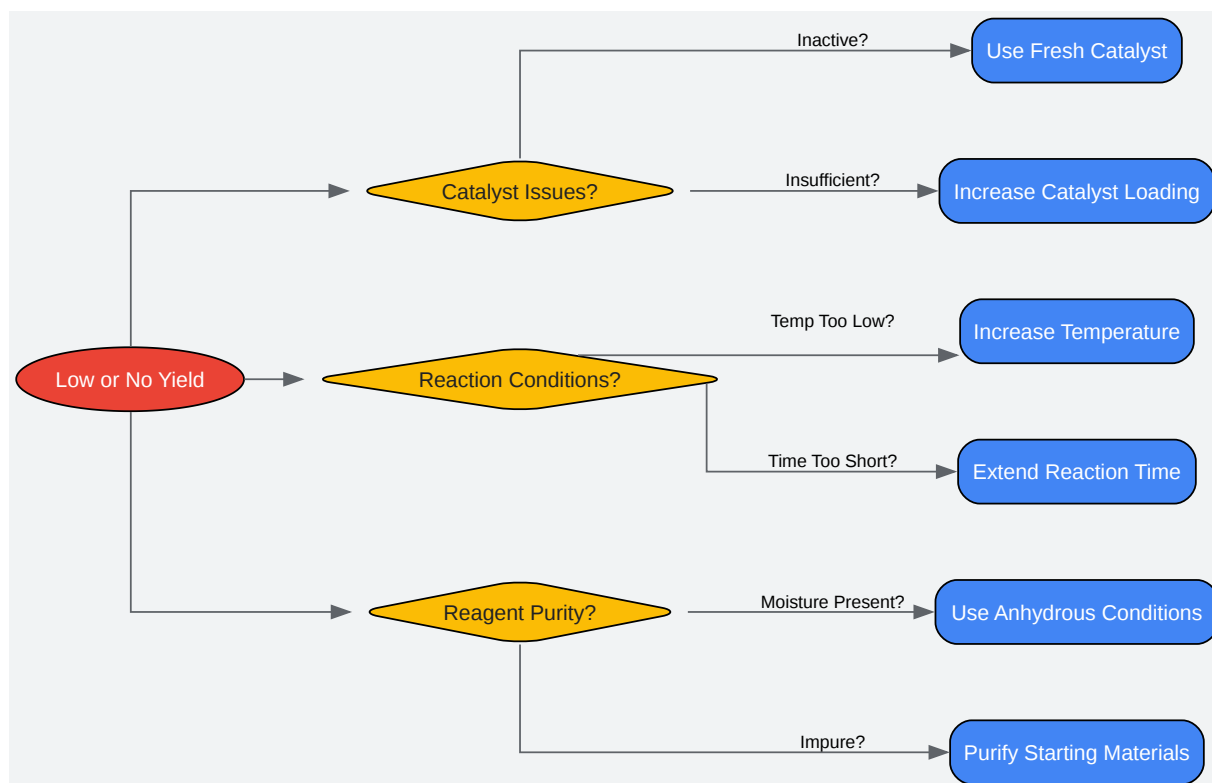 Inactive?
Use Fresh Catalyst
Catalyst Issues?
Insufficient?
Increase Catalyst Loading
Temp Too Low?
Increase Temperature
Low or No Yield
Reaction Conditions?
Time Too Short?
Extend Reaction Time
Reagent Purity?
Moisture Present?
Use Anhydrous Conditions
Impure?
Purify Starting Materials